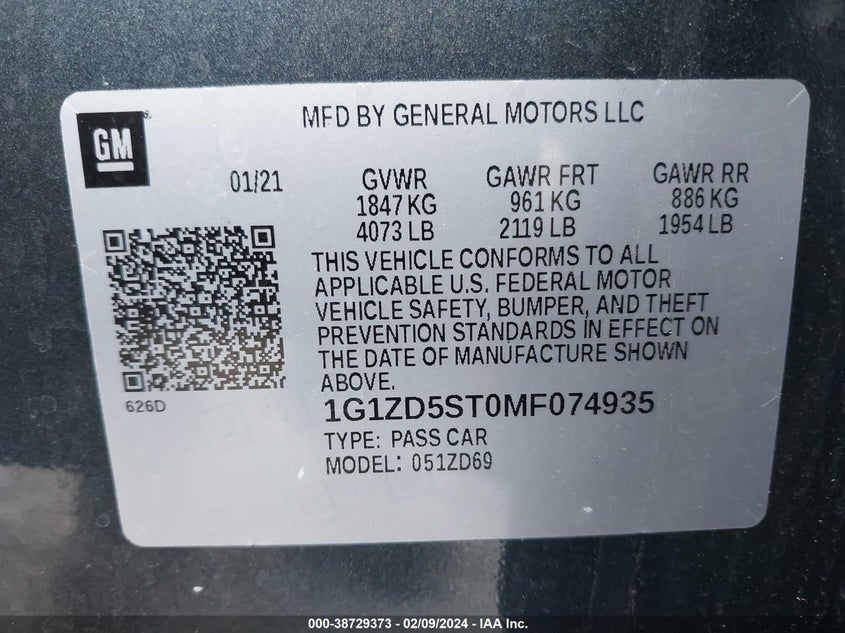 MFD BY GENERAL MOTORS LLC
GM
01/21
GVWR
1847 KG
4073 LB
GAWR FRT
961 KG
2119 LB
GAWR RR
886 KG
1954 LB
THIS VEHICLE CONFORMS TO ALL
APPLICABLE U.S. FEDERAL MOTOR
VEHICLE SAFETY, BUMPER, AND THEFT
PREVENTION STANDARDS IN EFFECT ON
THE DATE OF MANUFACTURE SHOWN
ABOVE.
626D
1G1ZD5ST0MF074935
TYPE: PASS CAR
MODEL: 051ZD69
000-38729373 - 02/09/2024 - IAA Inc.